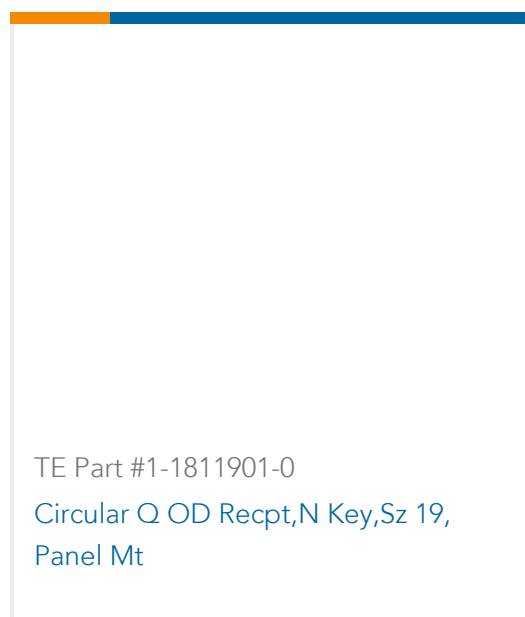 TE Part #1-1811901-0
Circular Q OD Recpt,N Key,Sz 19,
Panel Mt